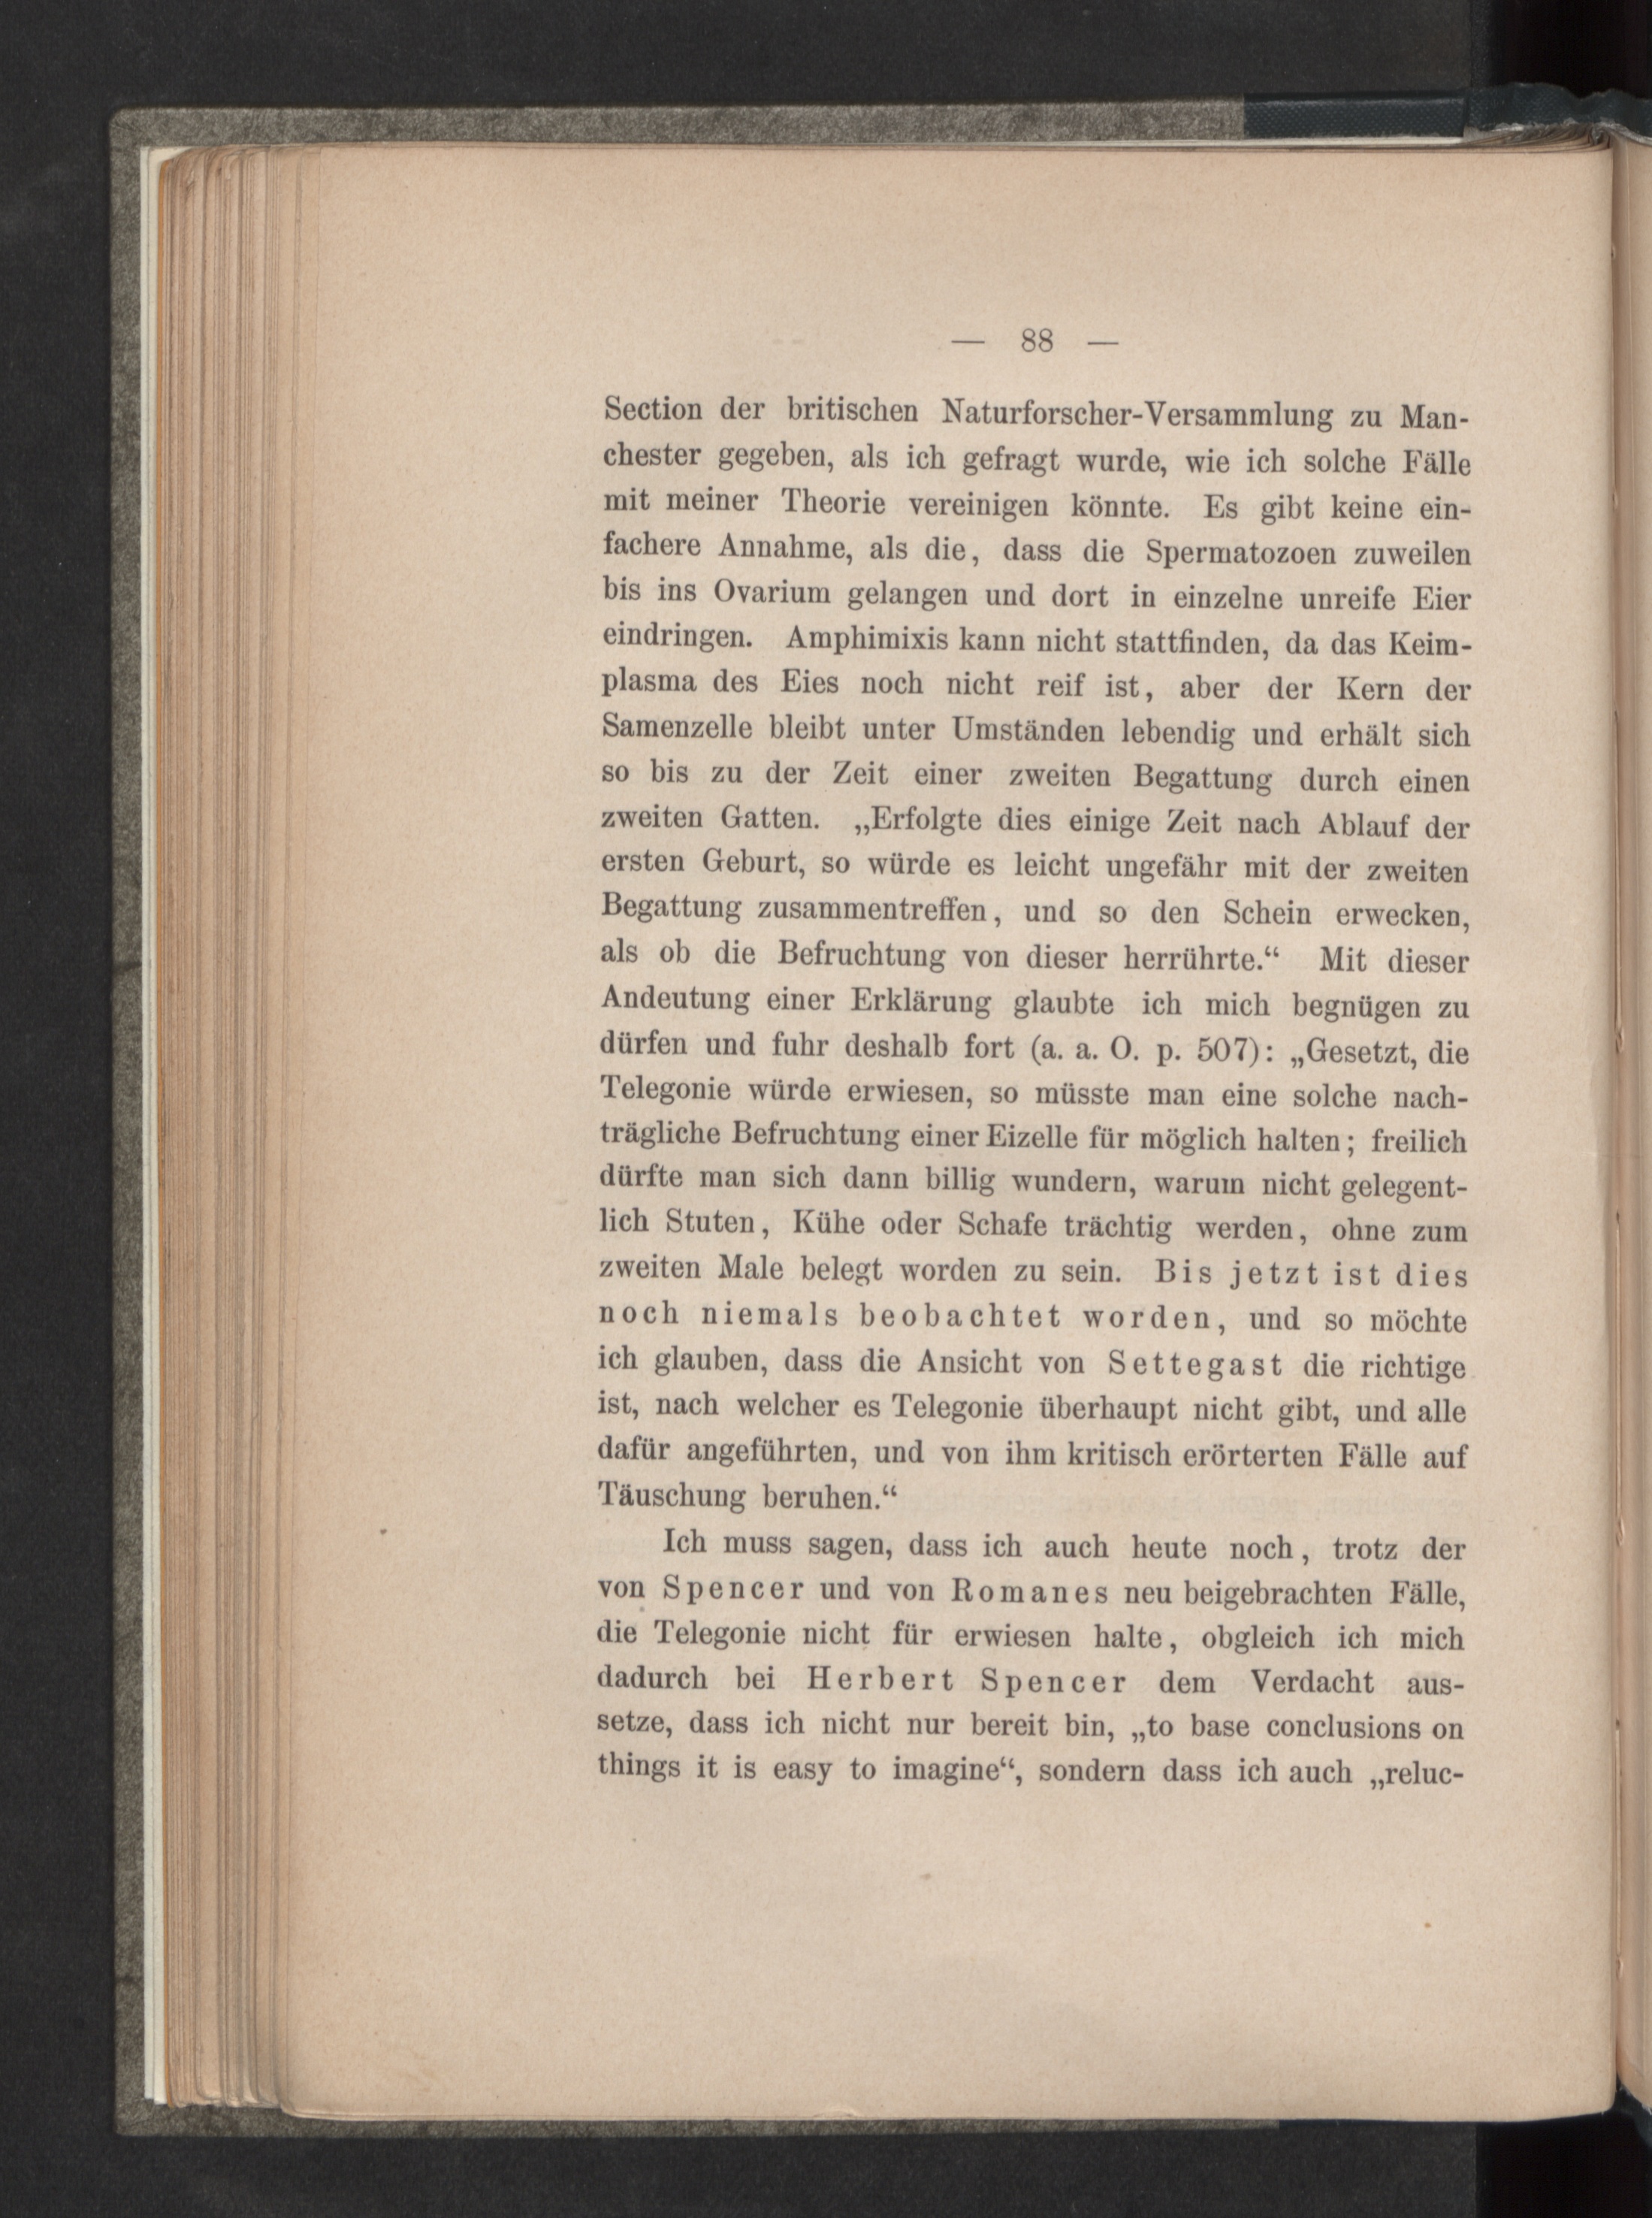 — 88 —
Section der britischen Naturforscher-Versammlung zu Man-
chester gegeben, als ich gefragt wurde, wie ich solche Fälle
mit meiner Theorie vereinigen könnte. Es gibt keine ein-
fachere Annahme, als die, dass die Spermatozoen zuweilen
bis ins Ovarium gelangen und dort in einzelne unreife Eier
eindringen. Amphimixis kann nicht stattfinden, da das Keim-
plasma des Eies noch nicht reif ist, aber der Kern der
Samenzelle bleibt unter Umständen lebendig und erhält sich
so bis zu der Zeit einer zweiten Begattung durch einen
zweiten Gatten. „Erfolgte dies einige Zeit nach Ablauf der
ersten Geburt, so würde es leicht ungefähr mit der zweiten
Begattung zusammentreffen, und so den Schein erwecken,
als ob die Befruchtung von dieser herrührte.“ Mit dieser
Andeutung einer Erklärung glaubte ich mich begnügen zu
dürfen und fuhr deshalb fort (a. a. O. p. 507): „Gesetzt, die
Telegonie würde erwiesen, so müsste man eine solche nach-
trägliche Befruchtung einer Eizelle für möglich halten; freilich
dürfte man sich dann billig wundern, warum nicht gelegent-
lich Stuten, Kühe oder Schafe trächtig werden, ohne zum
zweiten Male belegt worden zu sein. Bis jetzt ist dies
noch niemals beobachtet worden, und so möchte
ich glauben, dass die Ansicht von Settegast die richtige
ist, nach welcher es Telegonie überhaupt nicht gibt, und alle
dafür angeführten, und von ihm kritisch erörterten Fälle auf
Täuschung beruhen.“
Ich muss sagen, dass ich auch heute noch, trotz der
von Spencer und von Romanes neu beigebrachten Fälle,
die Telegonie nicht für erwiesen halte, obgleich ich mich
dadurch bei Herbert Spencer dem Verdacht aus-
setze, dass ich nicht nur bereit bin, „to base conclusions on
things it is easy to imagine“, sondern dass ich auch „reluc-